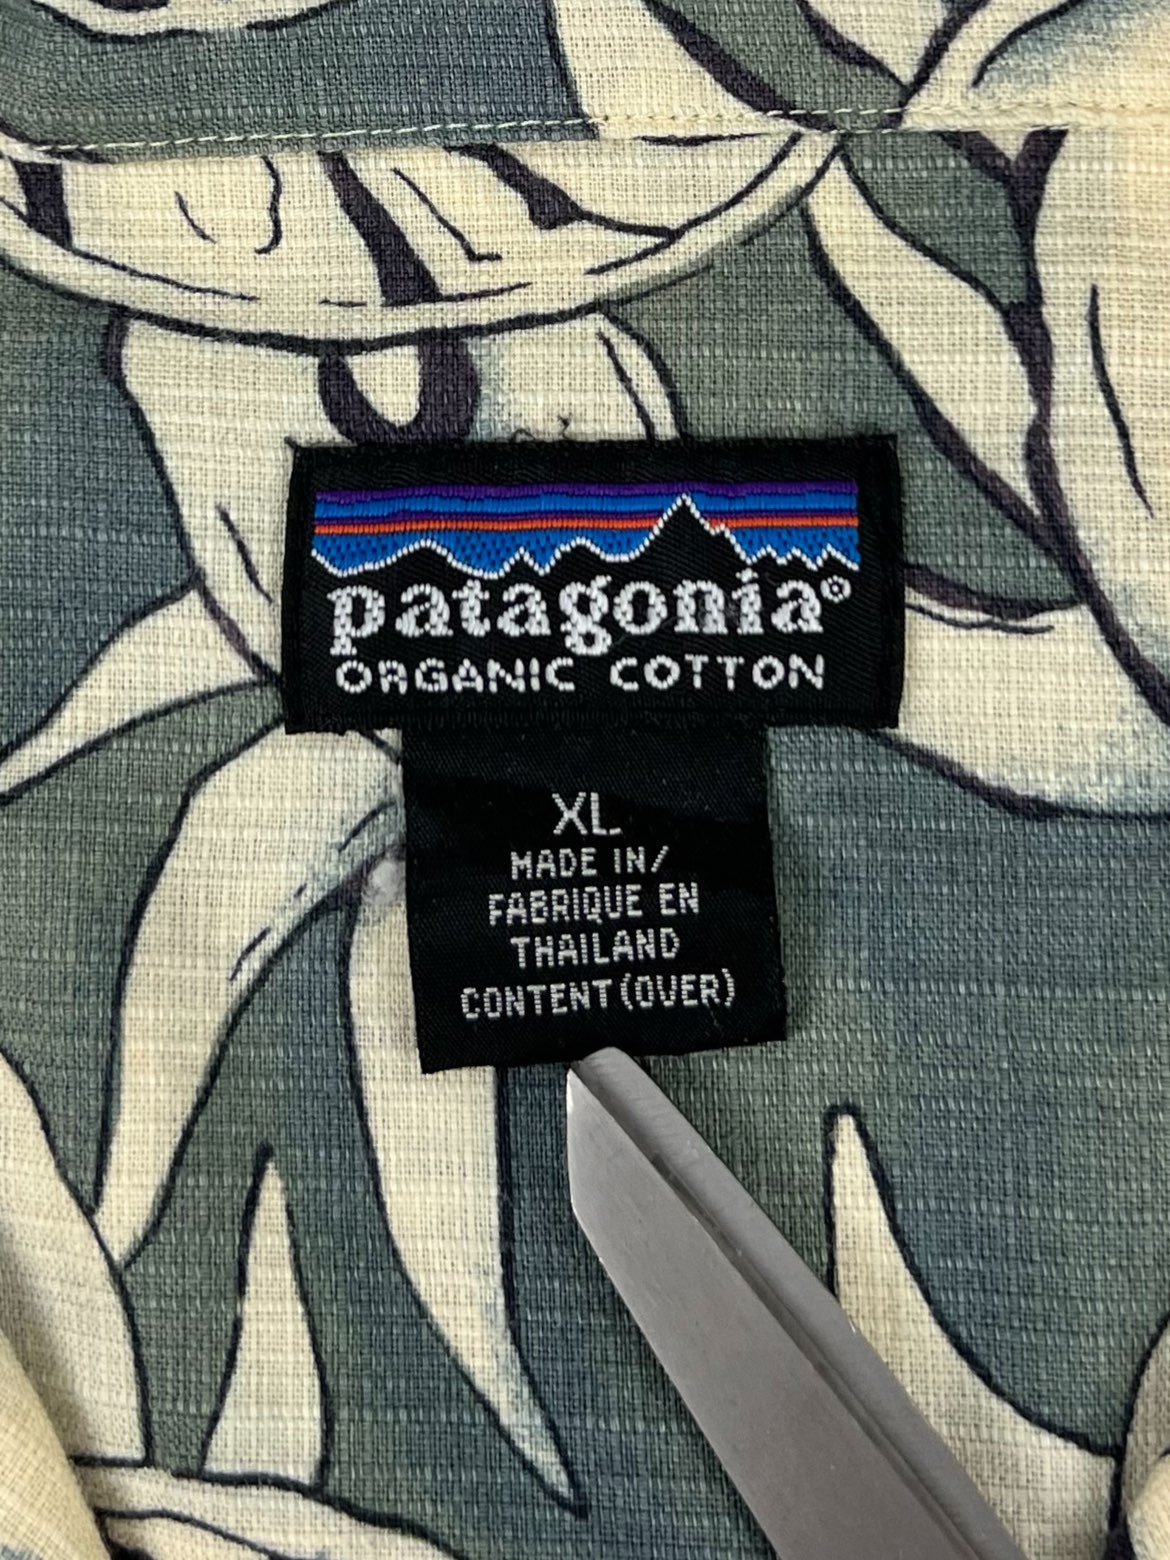 patagonia®
ORGANIC COTTON
XL
MADE IN/
FABRIQUE EN
THAILAND
CONTENT (OVER)